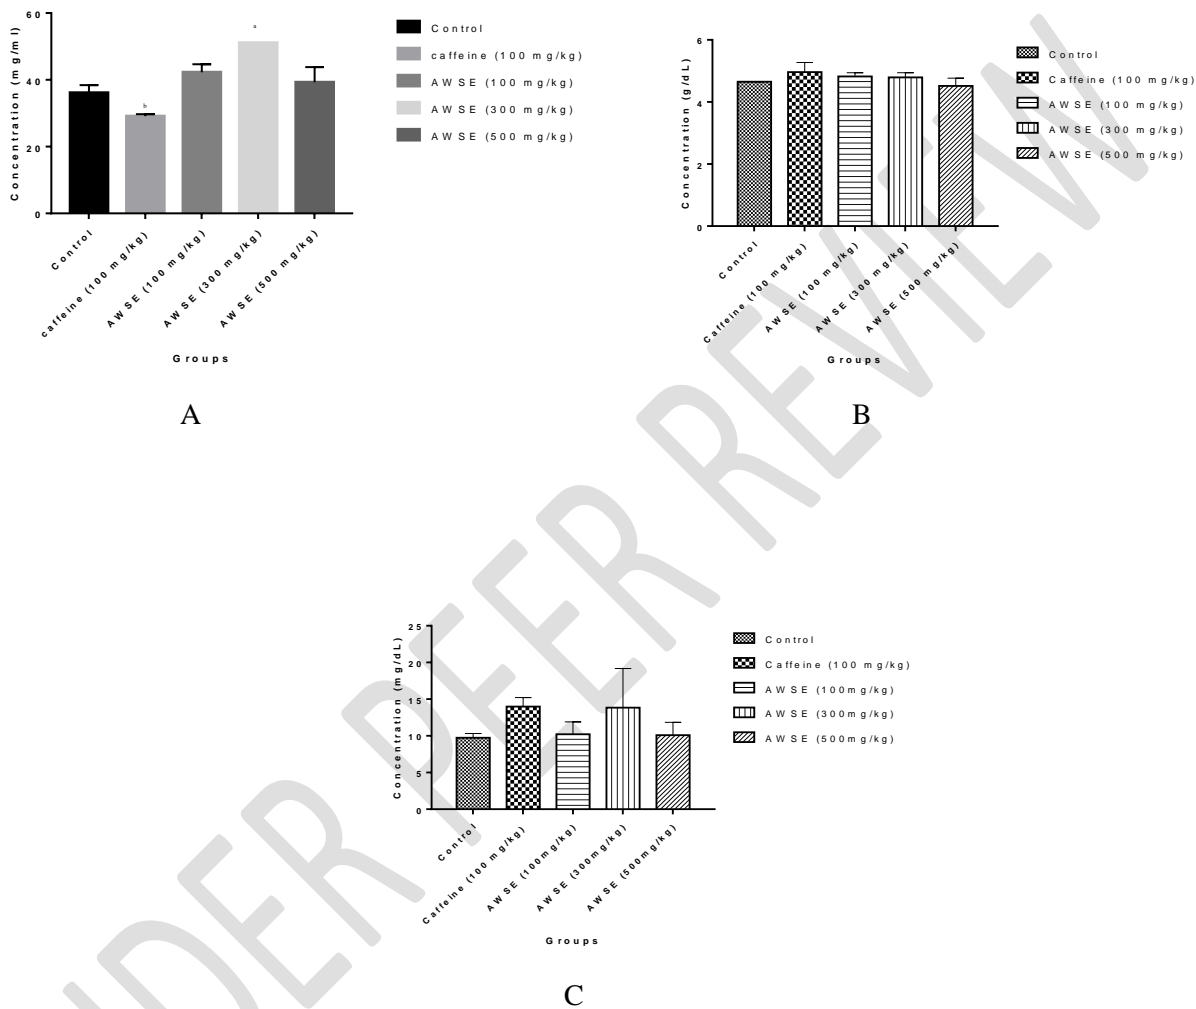 60
40
20
0
Concentration (mg/ml)
b
a
Control
caffeine (100 mg/kg)
AWSE (100 mg/kg)
AWSE (300 mg/kg)
AWSE (500 mg/kg)
Groups
Control
caffeine (100 mg/kg)
AWSE (100 mg/kg)
AWSE (300 mg/kg)
AWSE (500 mg/kg)
A
6
4
2
0
Concentration (g/dL)
Control
Caffeine (100 mg/kg)
AWSE (100 mg/kg)
AWSE (300 mg/kg)
AWSE (500 mg/kg)
Groups
Control
Caffeine (100 mg/kg)
AWSE (100 mg/kg)
AWSE (300 mg/kg)
AWSE (500 mg/kg)
B
25
20
15
10
5
0
Concentration (mg/dL)
Control
Caffeine (100 mg/kg)
AWSE (100mg/kg)
AWSE (300mg/kg)
AWSE (500mg/kg)
Groups
Control
Caffeine (100 mg/kg)
AWSE (100mg/kg)
AWSE (300mg/kg)
AWSE (500mg/kg)
C
NDER PEER REVIEW